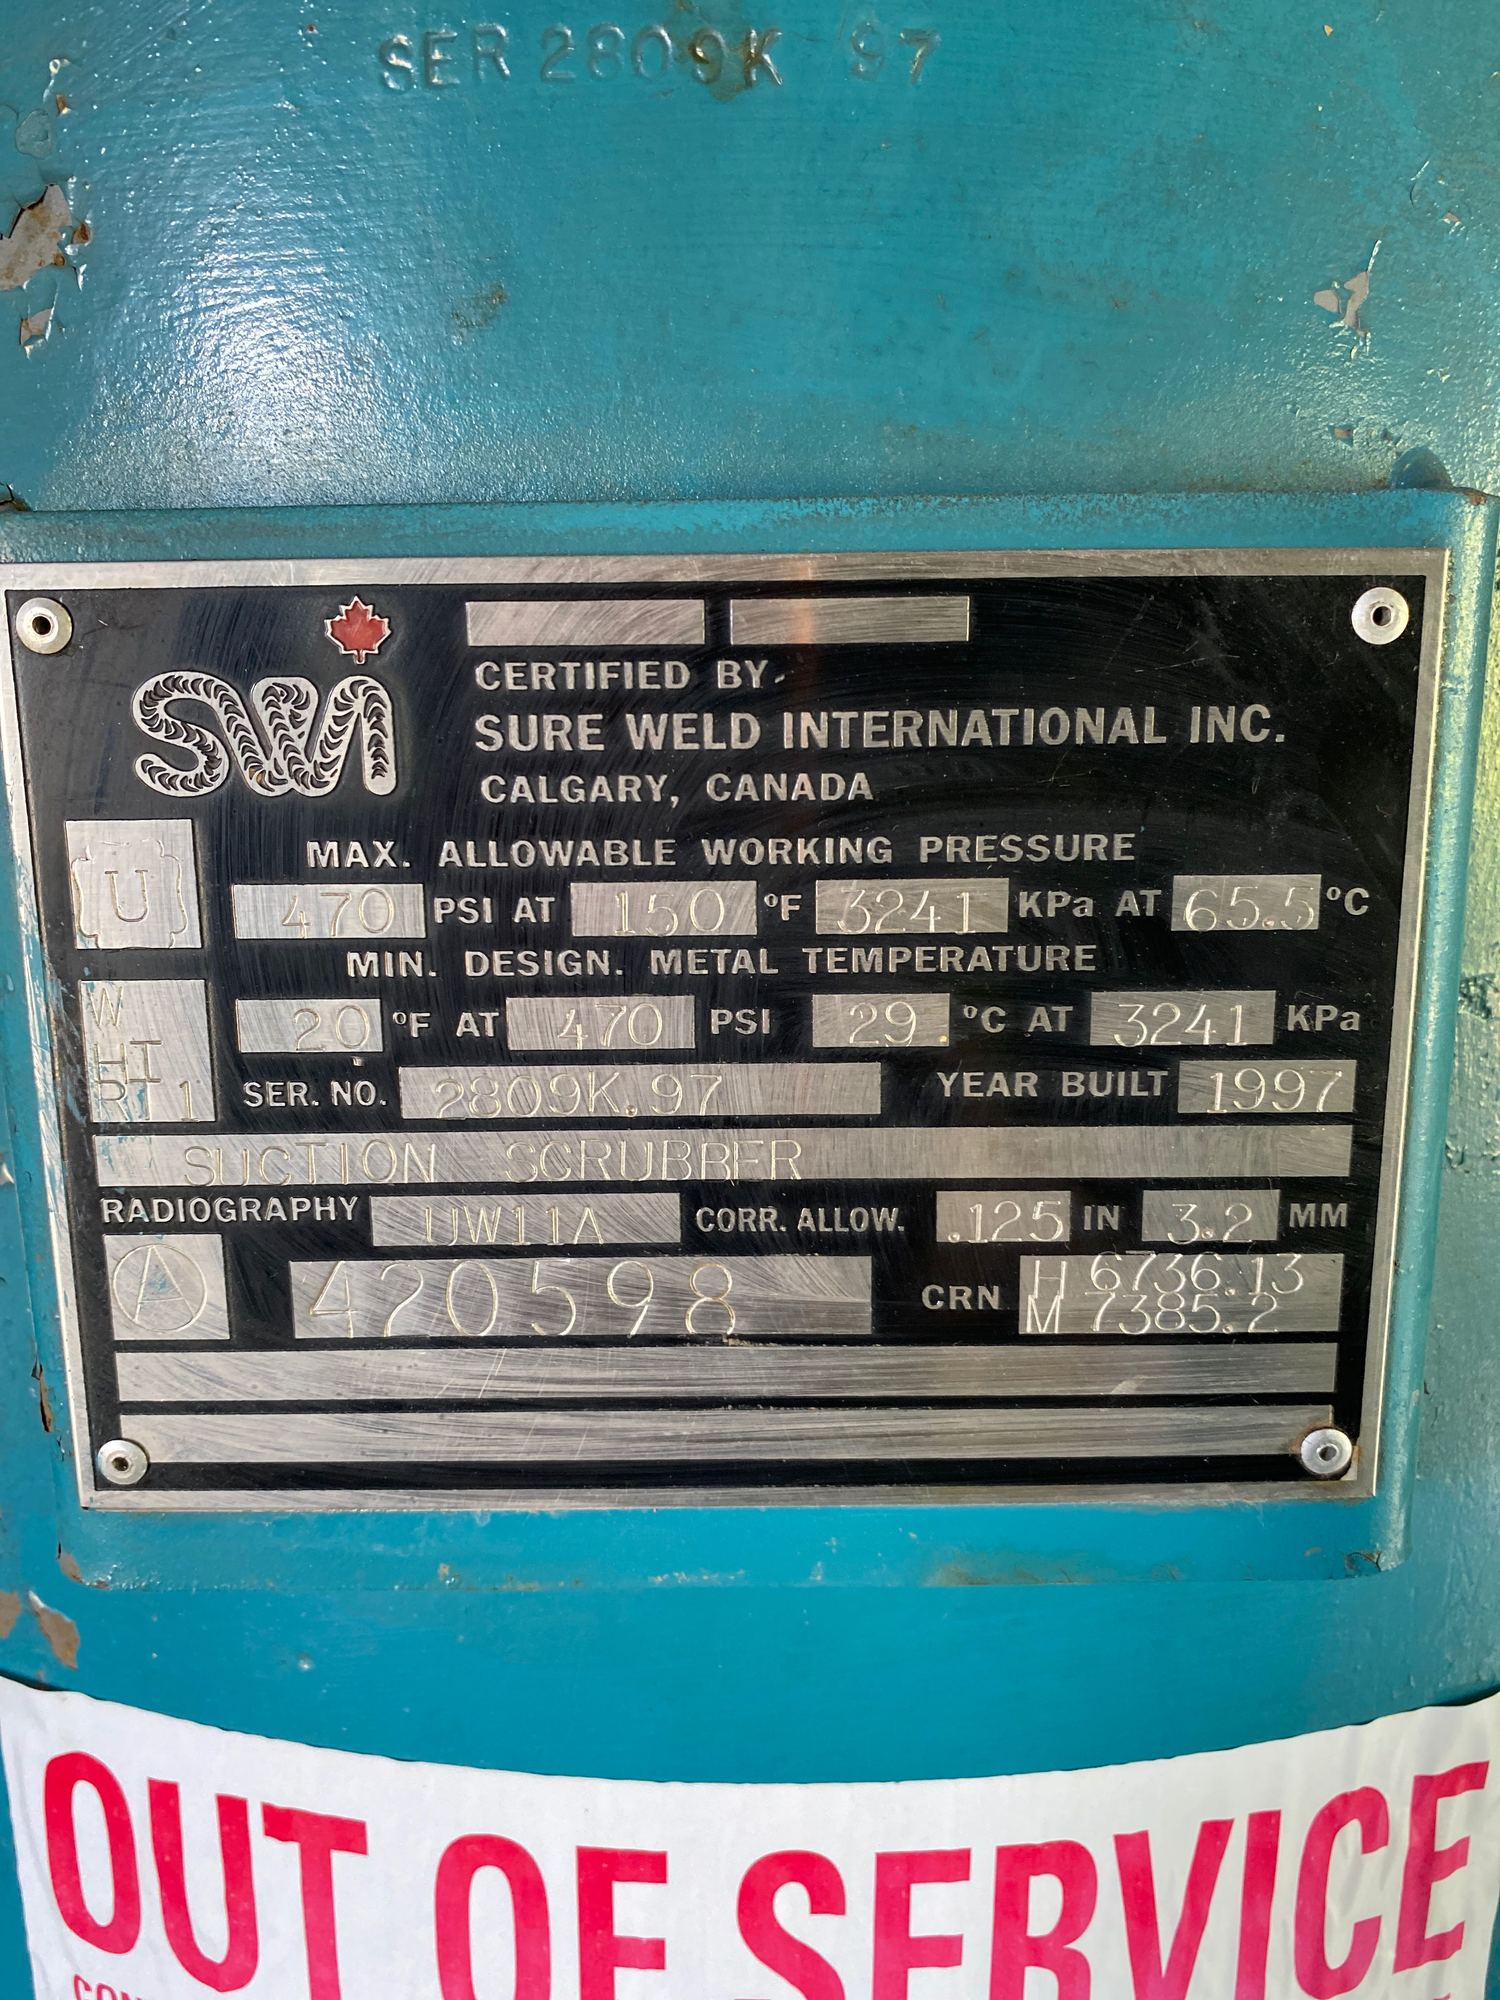 SER 2809K 97
SWI
CERTIFIED BY.
SURE WELD INTERNATIONAL INC.
CALGARY, CANADA
U
MAX. ALLOWABLE WORKING PRESSURE
470 PSI AT 150 °F 3241 KPa AT 65.5 °C
MIN. DESIGN. METAL TEMPERATURE
W
20 °F AT 470 PSI 29. °C AT 3241 KPa
HT
RT 1 SER. NO. 2809K.97 YEAR BUILT 1997
SUCTION SCRUBBER
RADIOGRAPHY UW11A CORR. ALLOW. .125 IN 3.2 MM
A 420598 CRN H 6736.13
M 7385.2
OUT OF SERVICE